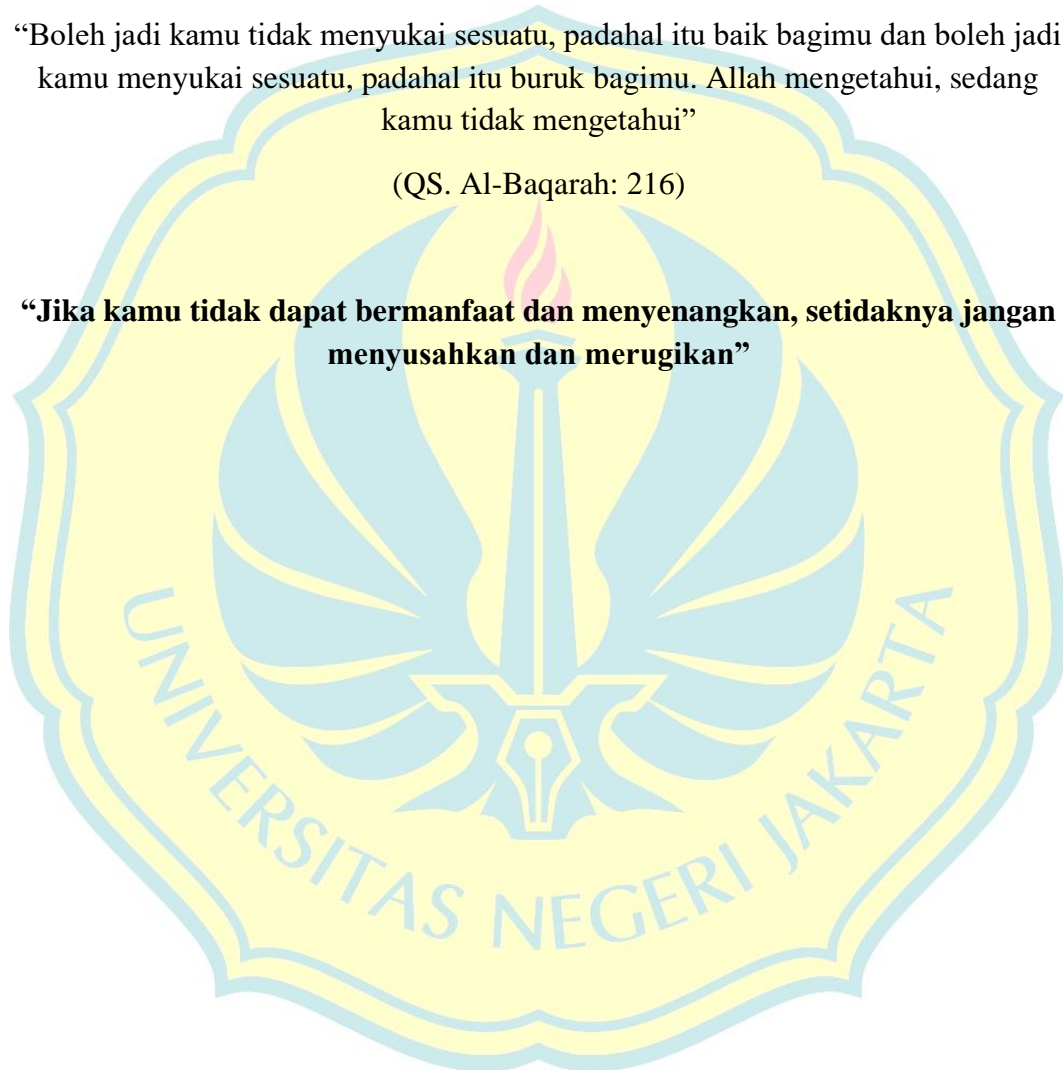 “Boleh jadi kamu tidak menyukai sesuatu, padahal itu baik bagimu dan boleh jadi
kamu menyukai sesuatu, padahal itu buruk bagimu. Allah mengetahui, sedang
kamu tidak mengetahui”
(QS. Al-Baqarah: 216)
“Jika kamu tidak dapat bermanfaat dan menyenangkan, setidaknya jangan
menyusahkan dan merugikan”
UNIVERSITAS NEGERI JAKARTA